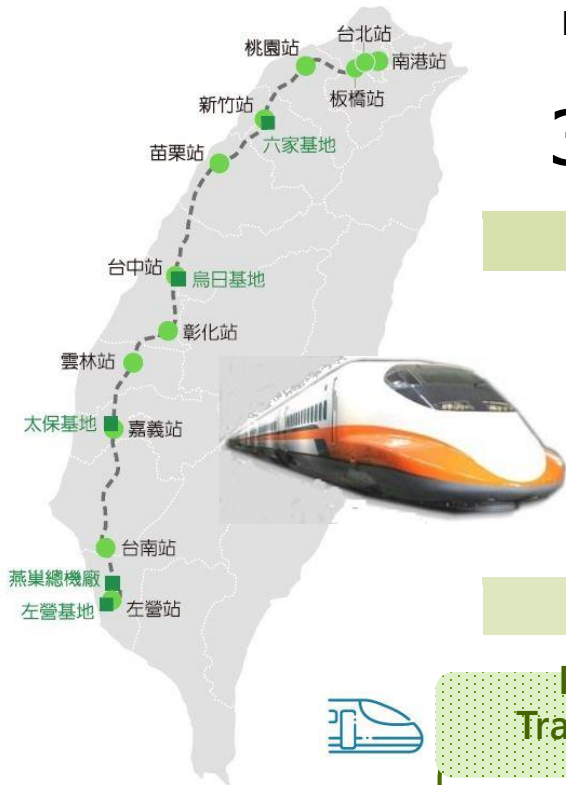 台北站
桃園站
南港站
板橋站
新竹站
六家基地
苗栗站
台中站
烏日基地
彰化站
雲林站
太保基地
嘉義站
台南站
燕巢總機廠
左營基地
左營站
3
Tra